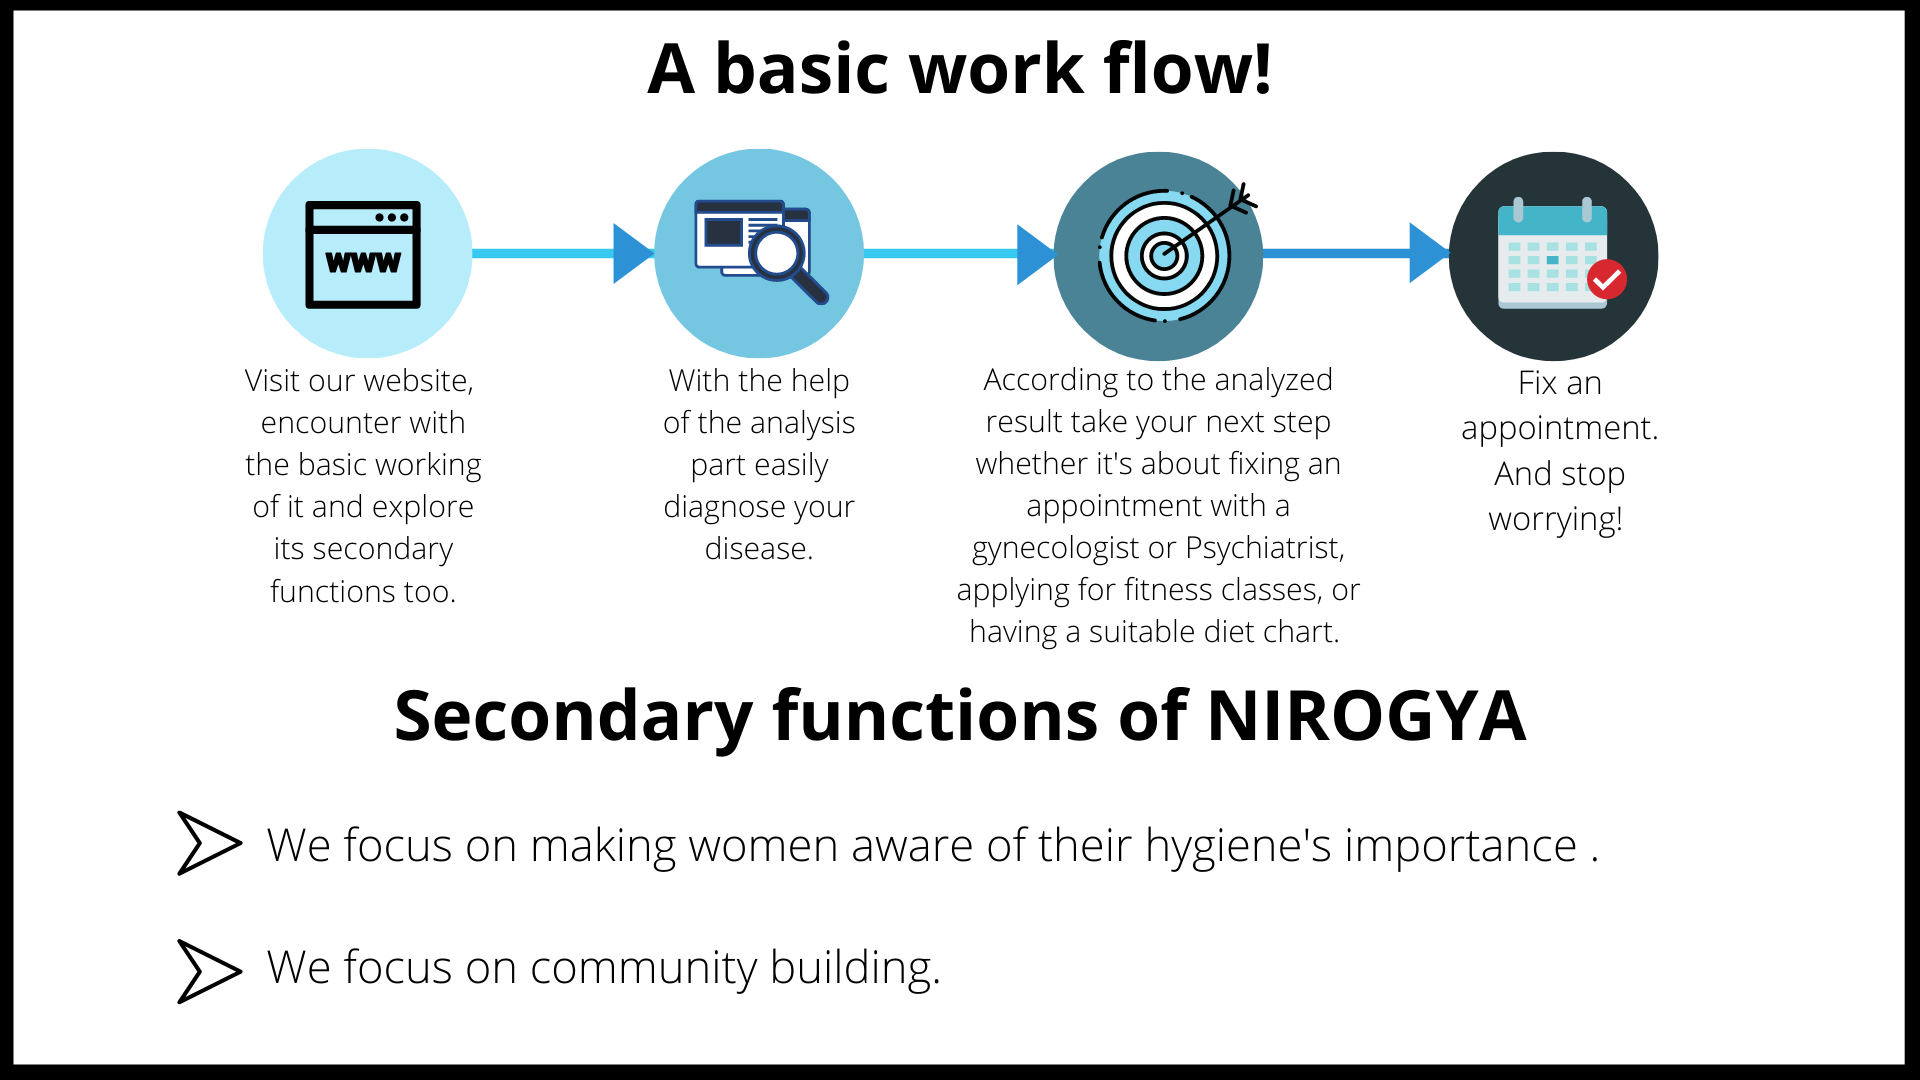 A basic work flow!
www
Visit our website,
encounter with
the basic working
of it and explore
its secondary
functions too.
With the help
of the analysis
part easily
diagnose your
disease.
According to the analyzed
result take your next step
whether it's about fixing an
appointment with a
gynecologist or Psychiatrist,
applying for fitness classes, or
having a suitable diet chart.
Fix an
appointment.
And stop
worrying!
Secondary functions of NIROGYA
We focus on making women aware of their hygiene's importance .
We focus on community building.